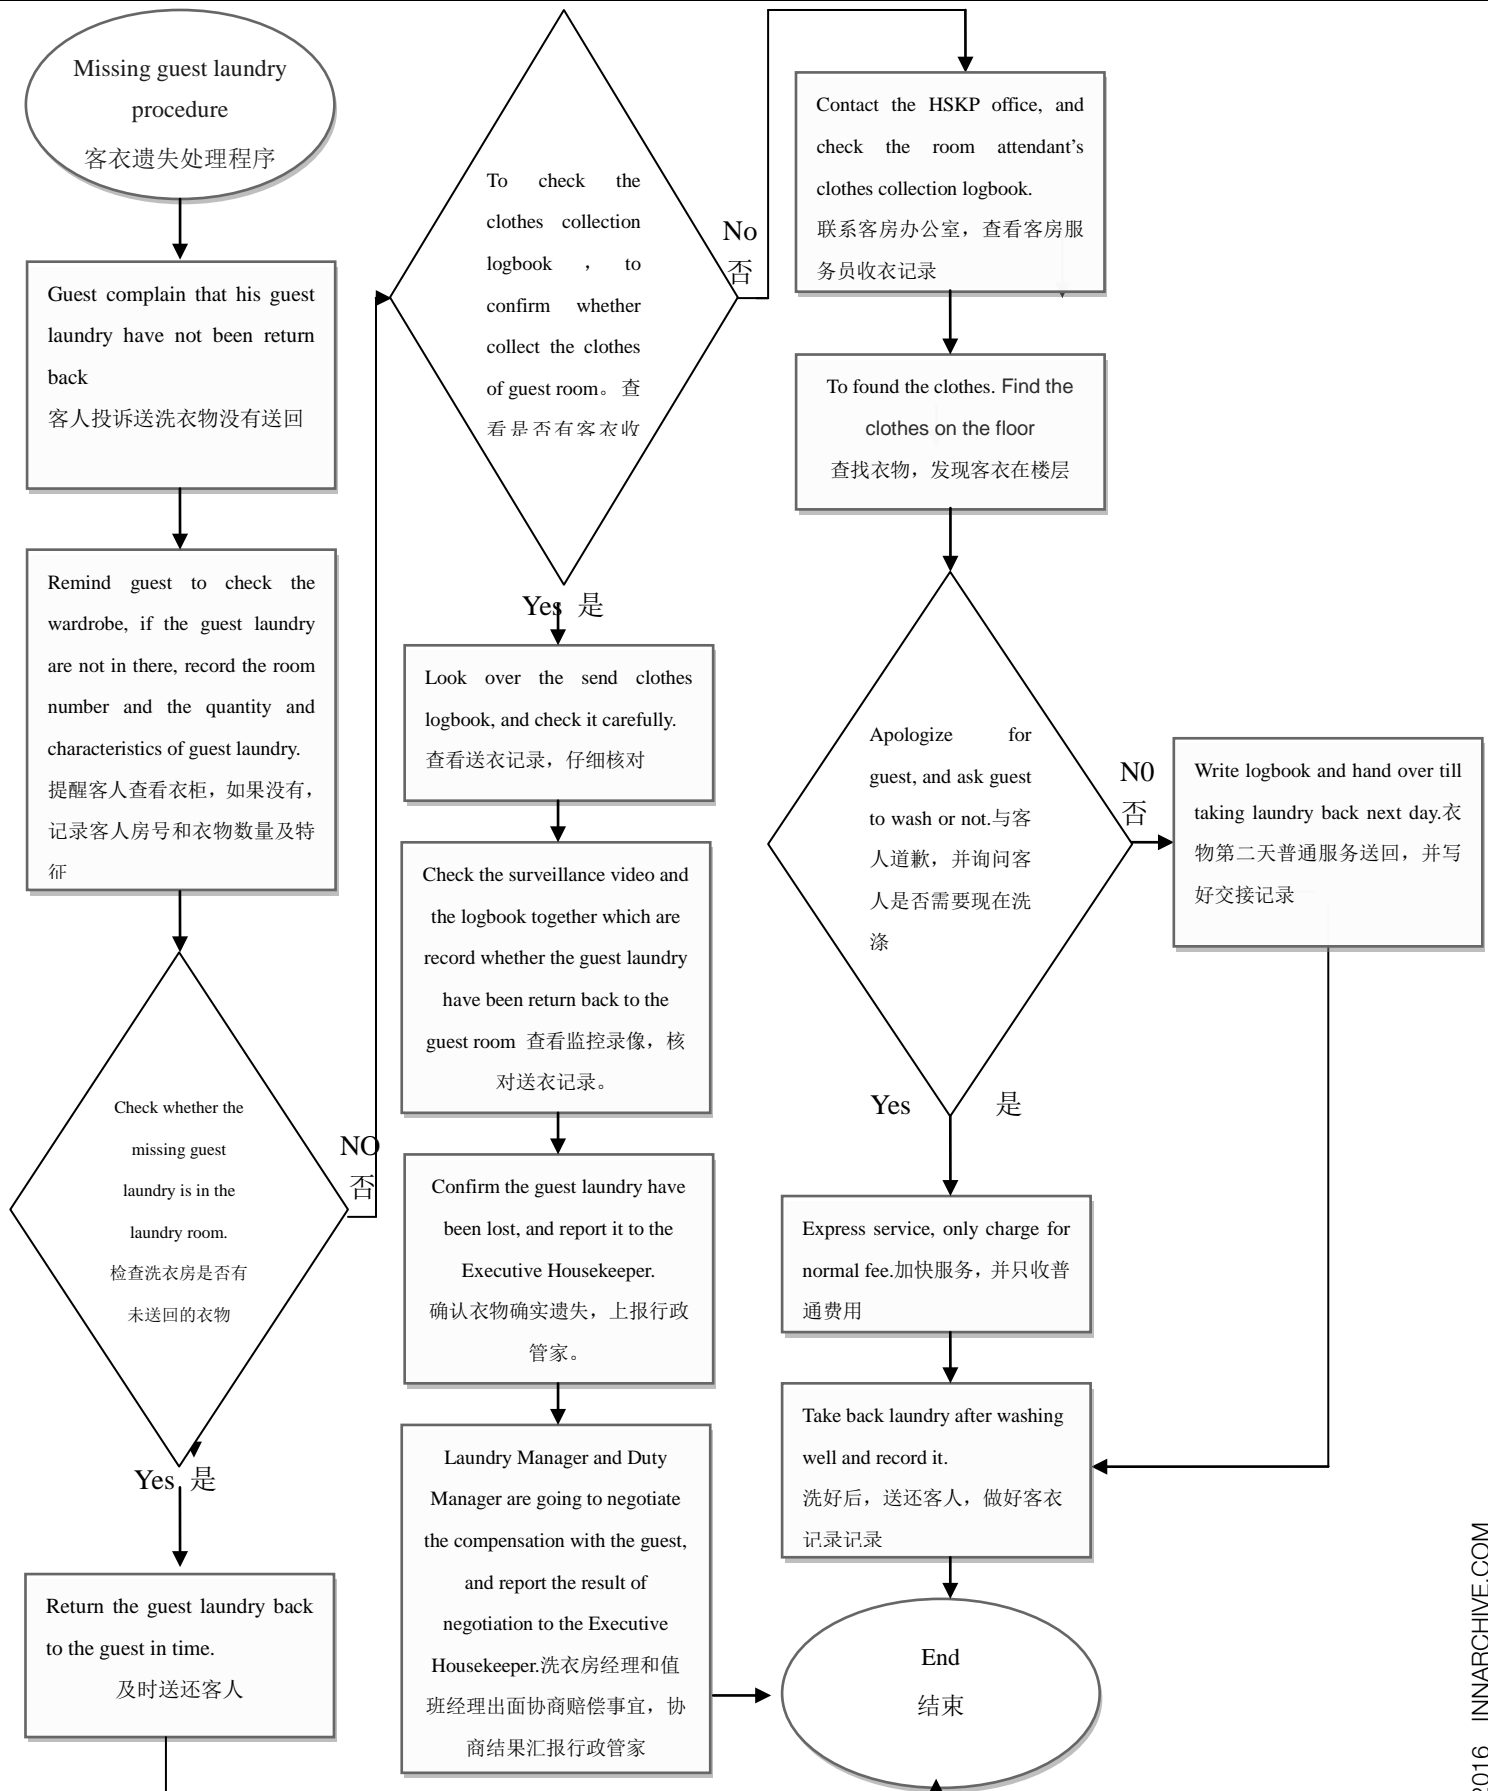 Missing guest laundry
procedure
客衣遗失处理程序
Guest complain that his guest
laundry have not been return
back
客人投诉送洗衣物没有送回
Remind guest to check the
wardrobe, if the guest laundry
are not in there, record the room
number and the quantity and
characteristics of guest laundry.
提醒客人查看衣柜，如果没有，
记录客人房号和衣物数量及特
征
Check whether the
missing guest
laundry is in the
laundry room.
检查洗衣房是否有
未送回的衣物
NO
否
Yes 是
Return the guest laundry back
to the guest in time.
及时送还客人
To check the
clothes collection
logbook ， to
confirm whether
collect the clothes
of guest room。查
看是否有客衣收
No
否
Yes 是
Look over the send clothes
logbook, and check it carefully.
查看送衣记录，仔细核对
Check the surveillance video and
the logbook together which are
record whether the guest laundry
have been return back to the
guest room 查看监控录像，核
对送衣记录。
Confirm the guest laundry have
been lost, and report it to the
Executive Housekeeper.
确认衣物确实遗失，上报行政
管家。
Laundry Manager and Duty
Manager are going to negotiate
the compensation with the guest,
and report the result of
negotiation to the Executive
Housekeeper.洗衣房经理和值
班经理出面协商赔偿事宜，协
商结果汇报行政管家
Contact the HSKP office, and
check the room attendant's
clothes collection logbook.
联系客房办公室，查看客房服
务员收衣记录
To found the clothes. Find the
clothes on the floor
查找衣物，发现客衣在楼层
Apologize for
guest, and ask guest
to wash or not.与客
人道歉，并询问客
人是否需要现在洗
涤
N0
否
Yes 是
Write logbook and hand over till
taking laundry back next day.衣
物第二天普通服务送回，并写
好交接记录
Express service, only charge for
normal fee.加快服务，并只收普
通费用
Take back laundry after washing
well and record it.
洗好后，送还客人，做好客衣
记录记录
End
结束
2016 INNARCHIVE.COM